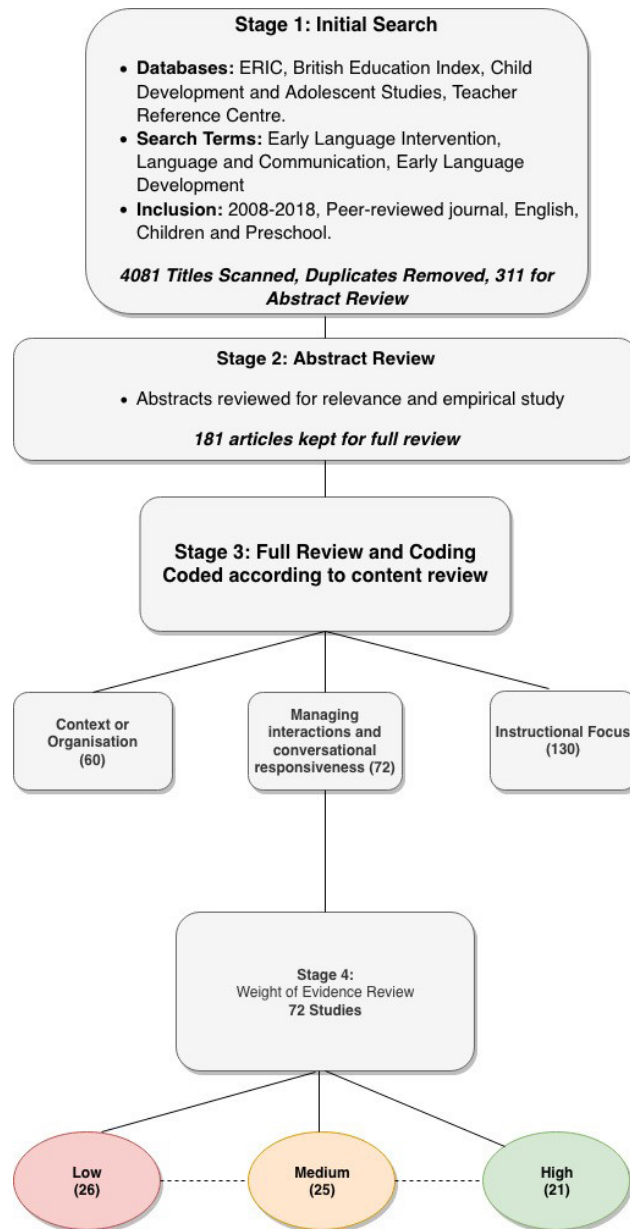 Stage 1: Initial Search
• Databases: ERIC, British Education Index, Child
Development and Adolescent Studies, Teacher
Reference Centre.
• Search Terms: Early Language Intervention,
Language and Communication, Early Language
Development
• Inclusion: 2008-2018, Peer-reviewed journal, English,
Children and Preschool.
4081 Titles Scanned, Duplicates Removed, 311 for
Abstract Review
Stage 2: Abstract Review
• Abstracts reviewed for relevance and empirical study
181 articles kept for full review
Stage 3: Full Review and Coding
Coded according to content review
Context or
Organisation
(60)
Managing
interactions and
conversational
responsiveness (72)
Instructional Focus
(130)
Stage 4:
Weight of Evidence Review
72 Studies
Low
(26)
Medium
(25)
High
(21)